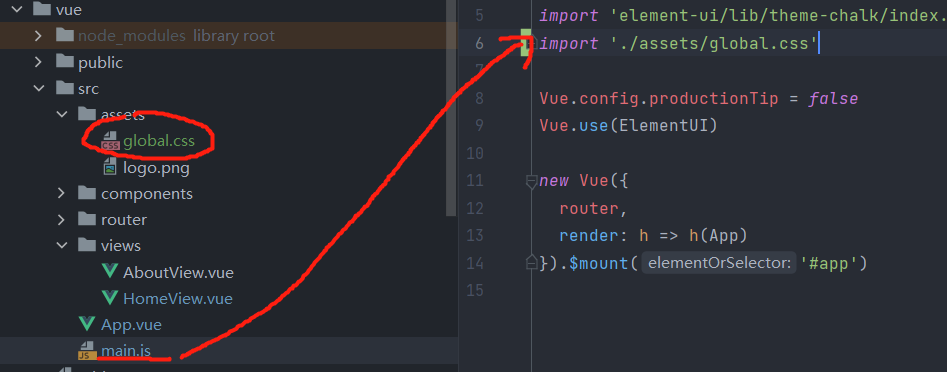 vue
node_modules library root
public
src
assets
global.css
logo.png
components
router
views
AboutView.vue
HomeView.vue
App.vue
main.js
5 import 'element-ui/lib/theme-chalk/index.
6 import './assets/global.css'
7
8 Vue.config.productionTip = false
9 Vue.use(ElementUI)
10
11 new Vue({
12 router,
13 render: h => h(App)
14 }).$mount( elementOrSelector: '#app')
15